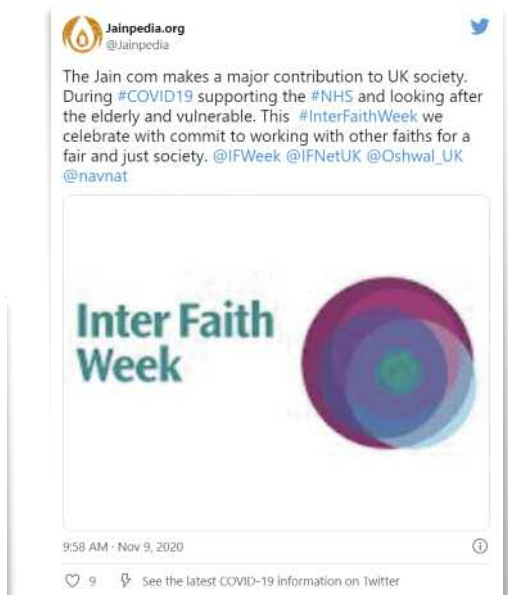 Jainpedia.org
@Jainpedia
The Jain com makes a major contribution to UK society.
During #COVID19 supporting the #NHS and looking after
the elderly and vulnerable. This #InterFaithWeek we
celebrate with commit to working with other faiths for a
fair and just society. @IFWeek @IFNetUK @Oshwal_UK
@navnat
Inter Faith
Week
9:58 AM · Nov 9, 2020
9 See the latest COVID-19 information on Twitter